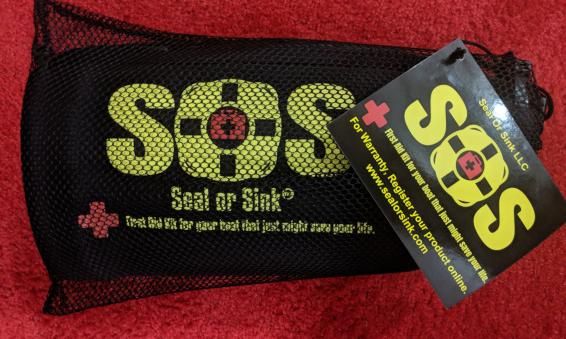 SOS
Seal or Sink®
First Aid Kit for your boat that just might save your life.
Seal Or Sink LLC
SOS
First Aid Kit for your boat that just might save your life.
For Warranty, Register your product online.
www.sealorsink.com